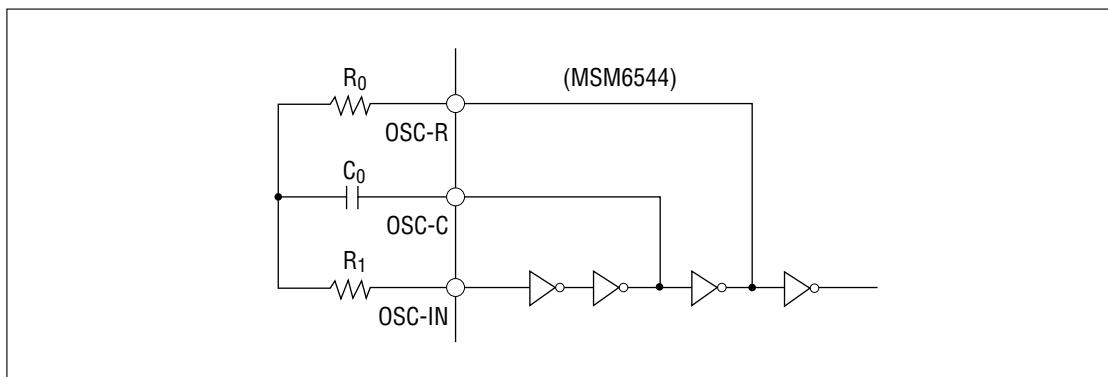 (MSM6544)
R0
OSC-R
C0
OSC-C
R1
OSC-IN